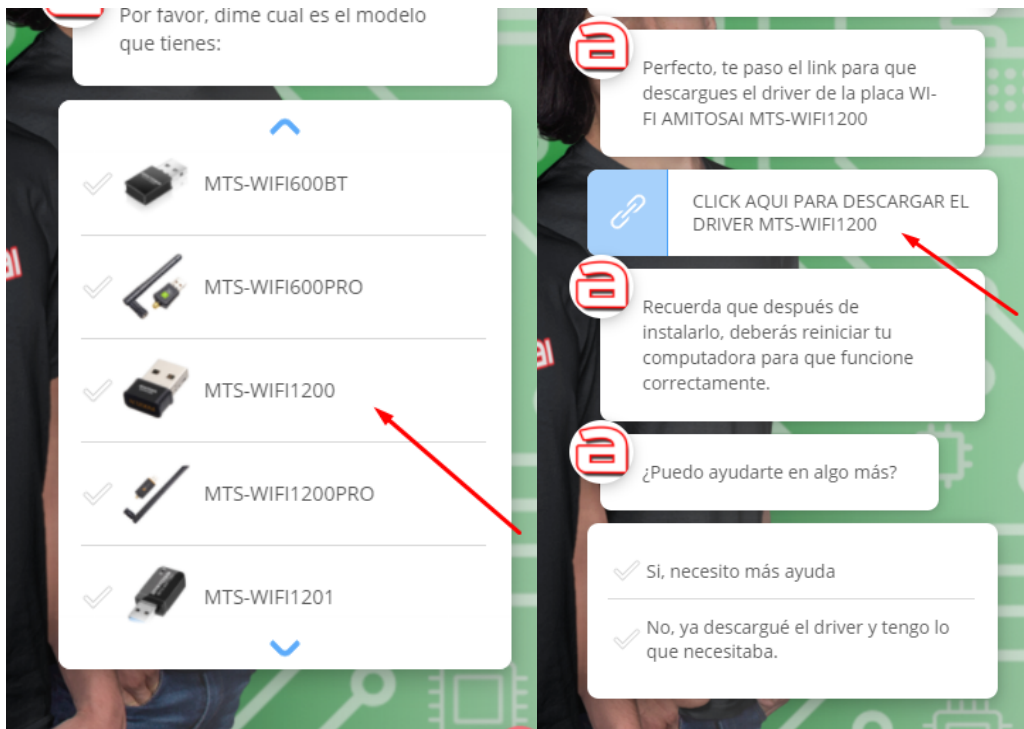 Por favor, dime cual es el modelo
que tienes:
MTS-WIFI600BT
MTS-WIFI600PRO
MTS-WIFI1200
MTS-WIFI1200PRO
MTS-WIFI1201
a
Perfecto, te paso el link para que
descargues el driver de la placa WI-
FI AMITOSAI MTS-WIFI1200
CLICK AQUI PARA DESCARGAR EL
DRIVER MTS-WIFI1200
a
Recuerda que después de
instalarlo, deberás reiniciar tu
computadora para que funcione
correctamente.
a
¿Puedo ayudarte en algo más?
Si, necesito más ayuda
No, ya descargué el driver y tengo lo
que necesitaba.